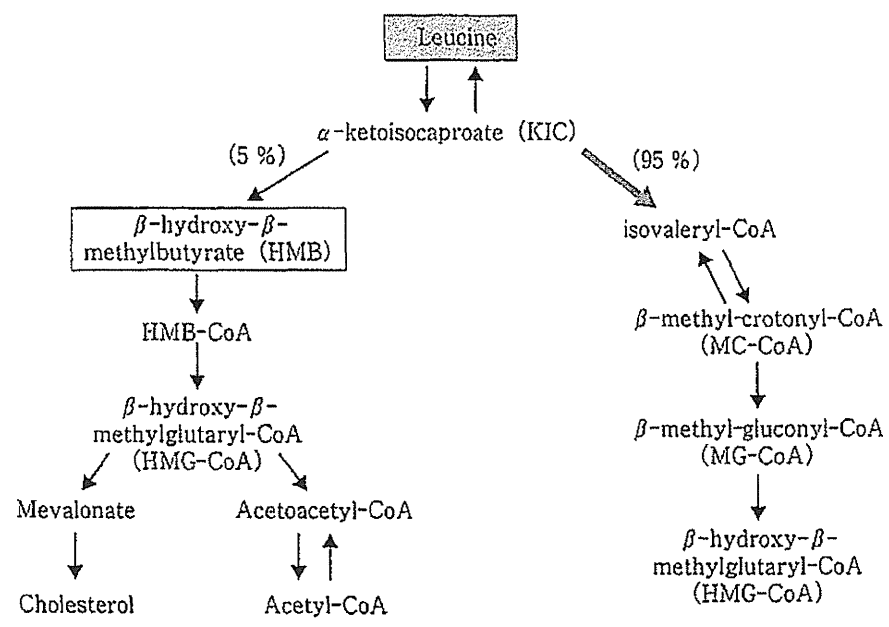 Leucine
α-ketoisocaproate (KIC)
(5 %)
(95 %)
β-hydroxy-β-
methylbutyrate (HMB)
HMB-CoA
β-hydroxy-β-
methylglutaryl-CoA
(HMG-CoA)
Mevalonate
Acetoacetyl-CoA
Cholesterol
Acetyl-CoA
isovaleryl-CoA
β-methyl-crotonyl-CoA
(MC-CoA)
β-methyl-gluconyl-CoA
(MG-CoA)
β-hydroxy-β-
methylglutaryl-CoA
(HMG-CoA)